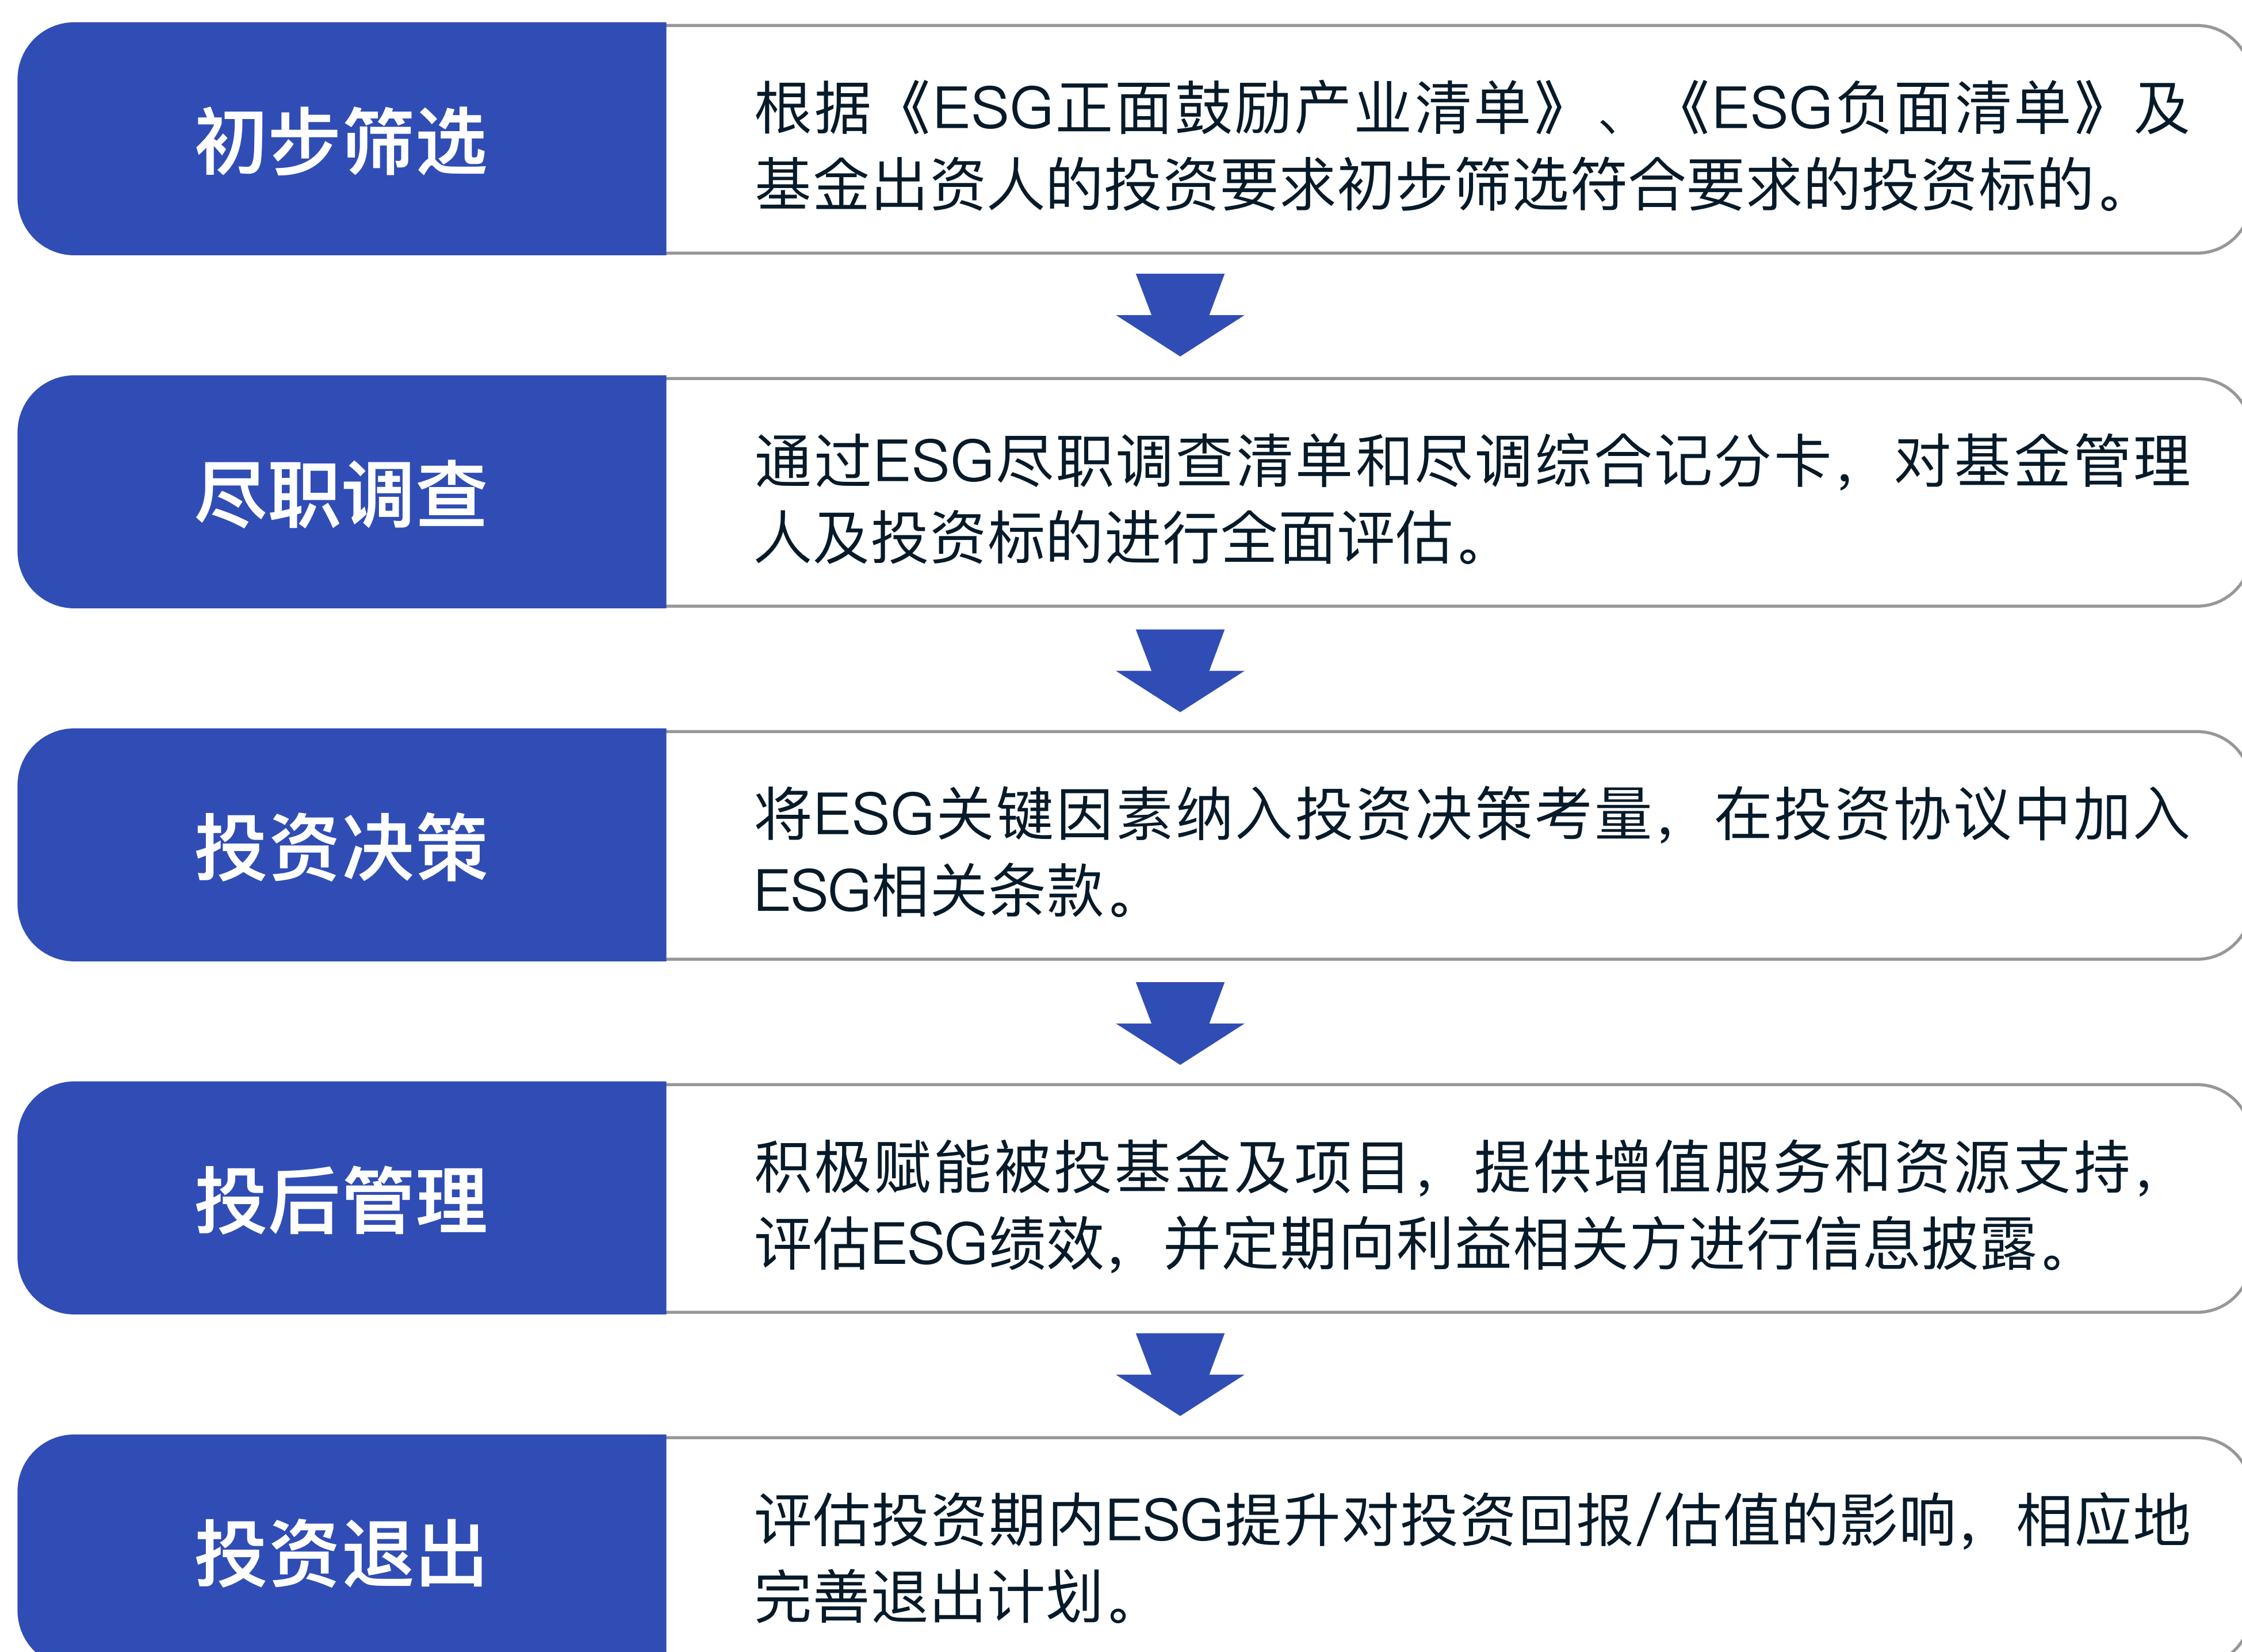 初步筛选
根据《ESG正面鼓励产业清单》、《ESG负面清单》及
基金出资人的投资要求初步筛选符合要求的投资标的。
尽职调查
通过ESG尽职调查清单和尽调综合记分卡，对基金管理
人及投资标的进行全面评估。
投资决策
将ESG关键因素纳入投资决策考量，在投资协议中加入
ESG相关条款。
投后管理
积极赋能被投基金及项目，提供增值服务和资源支持，
评估ESG绩效，并定期向利益相关方进行信息披露。
投资退出
评估投资期内ESG提升对投资回报/估值的影响，相应地
完善退出计划。